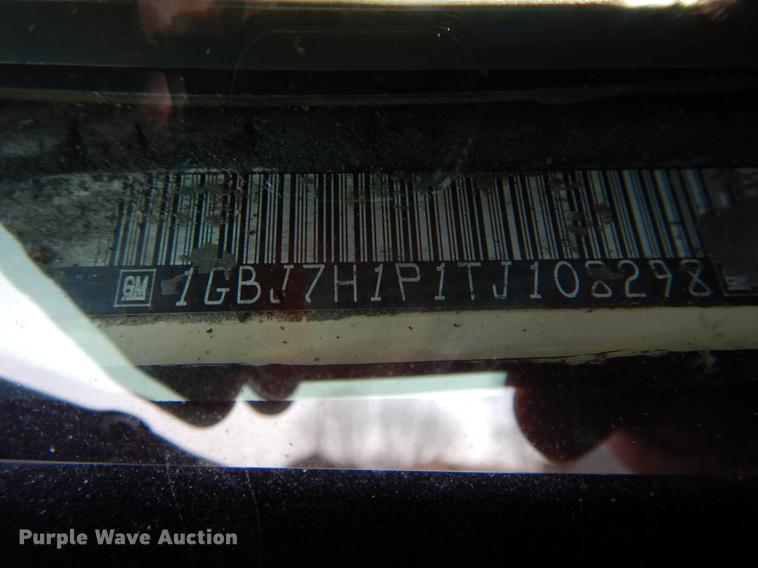 GM 1GBJ7H1P1TJ108298
Purple Wave Auction